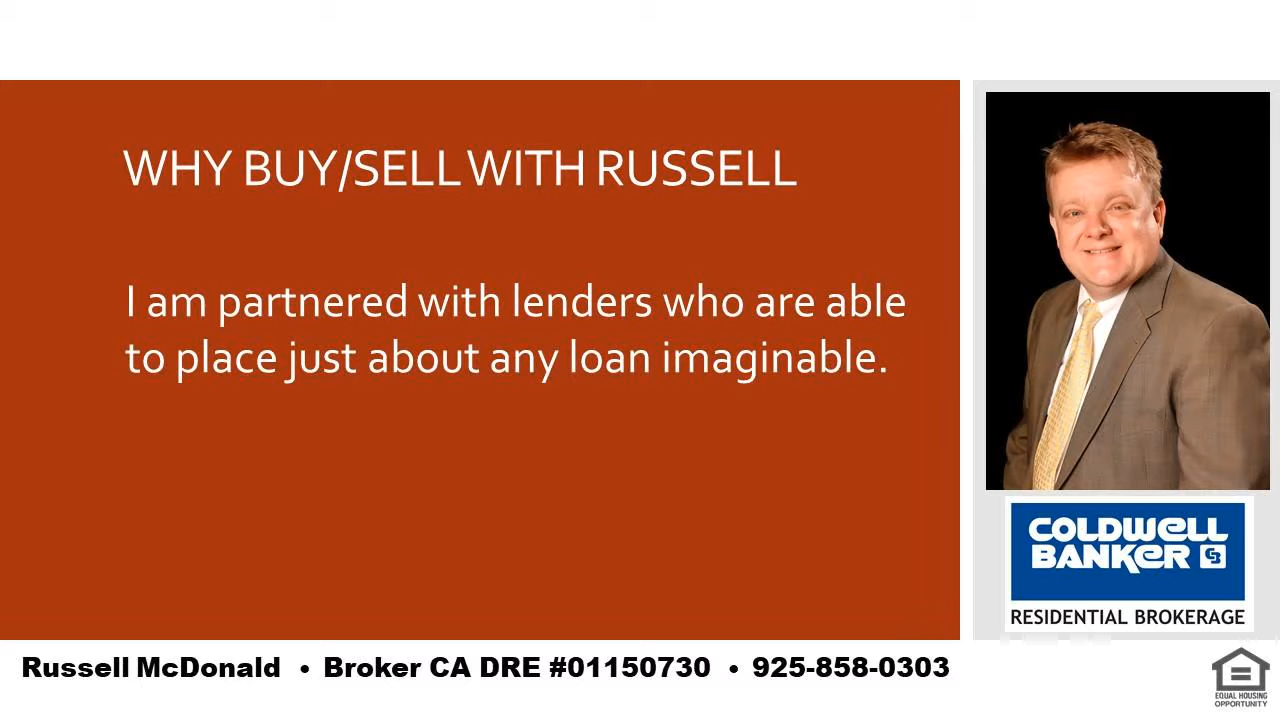 WHY BUY/SELL WITH RUSSELL
I am partnered with lenders who are able
to place just about any loan imaginable.
COLDWELL
BANKER CB
RESIDENTIAL BROKERAGE
Russell McDonald • Broker CA DRE #01150730 • 925-858-0303
EQUAL HOUSING
OPPORTUNITY